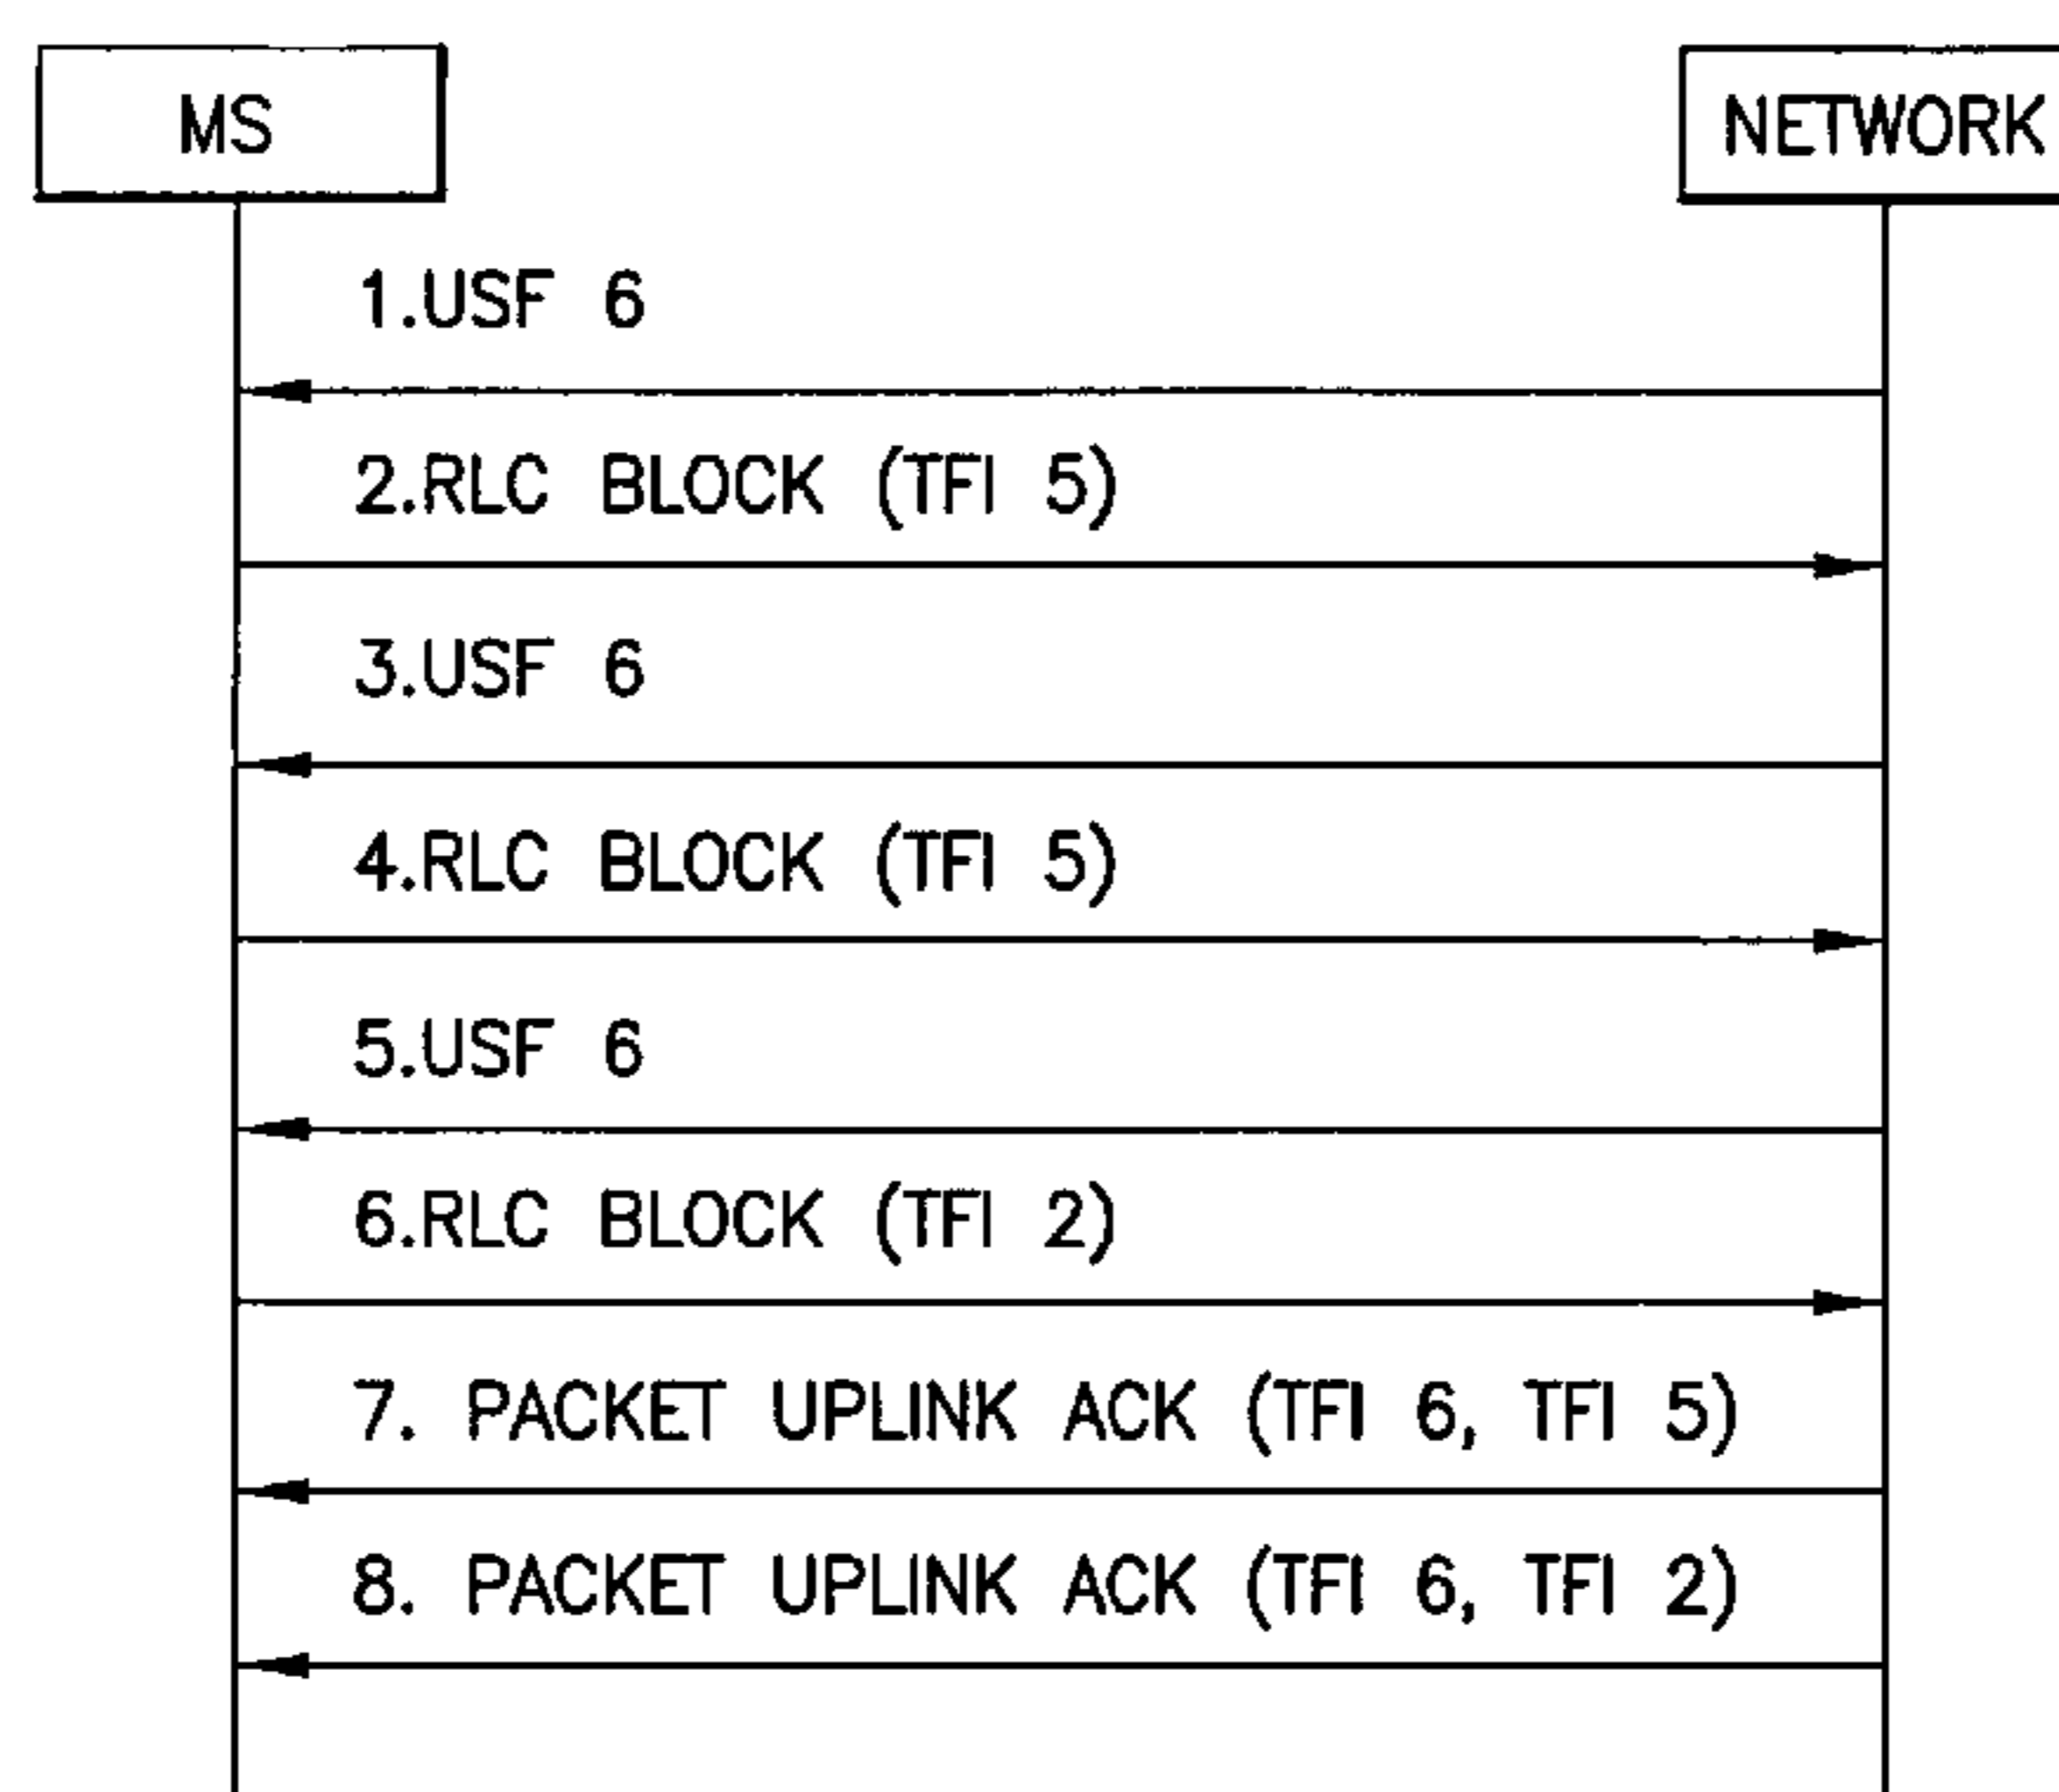 MS
NETWORK
1.USF 6
2.RLC BLOCK (TFI 5)
3.USF 6
4.RLC BLOCK (TFI 5)
5.USF 6
6.RLC BLOCK (TFI 2)
7. PACKET UPLINK ACK (TFI 6, TFI 5)
8. PACKET UPLINK ACK (TFI 6, TFI 2)